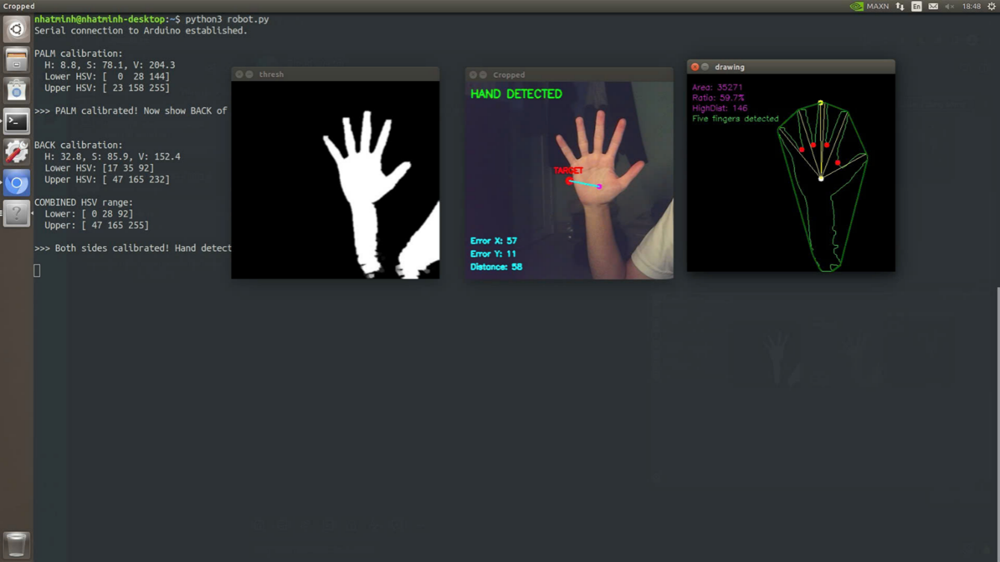 Cropped
MAXN En 18:48
nhatminh@nhatminh-desktop:~$ python3 robot.py
Serial connection to Arduino established.
PALM calibration:
H: 8.8, S: 78.1, V: 204.3
Lower HSV: [  0  28 144]
Upper HSV: [ 23 158 255]
>>> PALM calibrated! Now show BACK of
BACK calibration:
H: 32.8, S: 85.9, V: 152.4
Lower HSV: [17 35 92]
Upper HSV: [ 47 165 232]
COMBINED HSV range:
Lower: [ 0 28 92]
Upper: [ 47 165 255]
>>> Both sides calibrated! Hand detect
thresh
Cropped
HAND DETECTED
TARGET
Error X: 57
Error Y: 11
Distance: 58
drawing
Area: 35271
Ratio: 59.7%
HighDist: 146
Five fingers detected